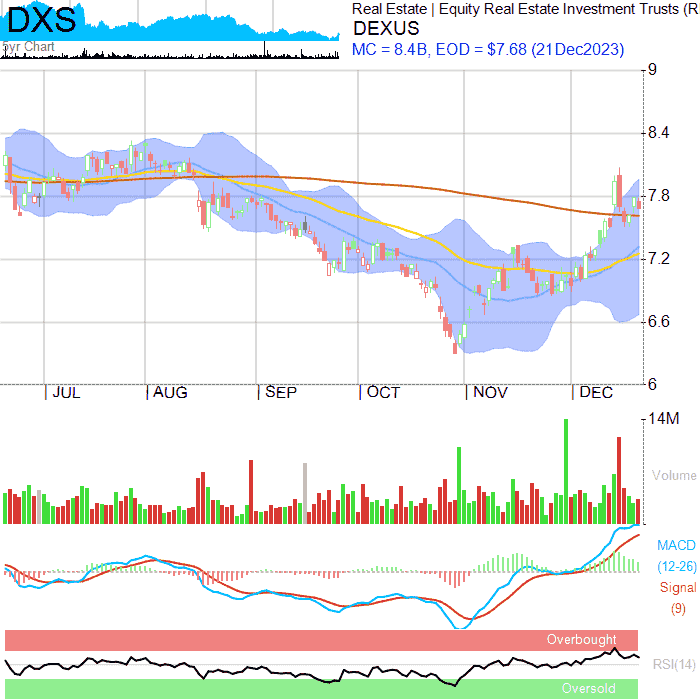 DXS
5yr Chart
Real Estate | Equity Real Estate Investment Trusts (R
DEXUS
MC = 8.4B, EOD = $7.68 (21Dec2023)
9
8.4
7.8
7.2
6.6
6
JUL AUG SEP OCT NOV DEC
14M
Volume
MACD
(12-26)
Signal
(9)
Overbought
RSI(14)
Oversold